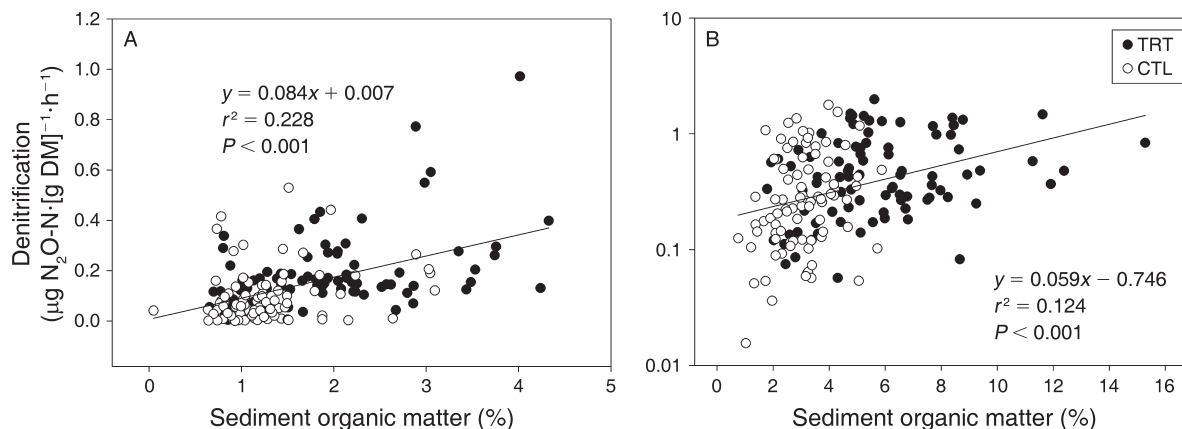 Denitrification
(μg N₂O-N·[g DM]⁻¹·h⁻¹)
A
1.2
1.0
0.8
0.6
0.4
0.2
0.0
y = 0.084x + 0.007
r² = 0.228
P < 0.001
0 1 2 3 4 5
Sediment organic matter (%)
B
10
1
0.1
0.01
TRT
CTL
y = 0.059x − 0.746
r² = 0.124
P < 0.001
0 2 4 6 8 10 12 14 16
Sediment organic matter (%)